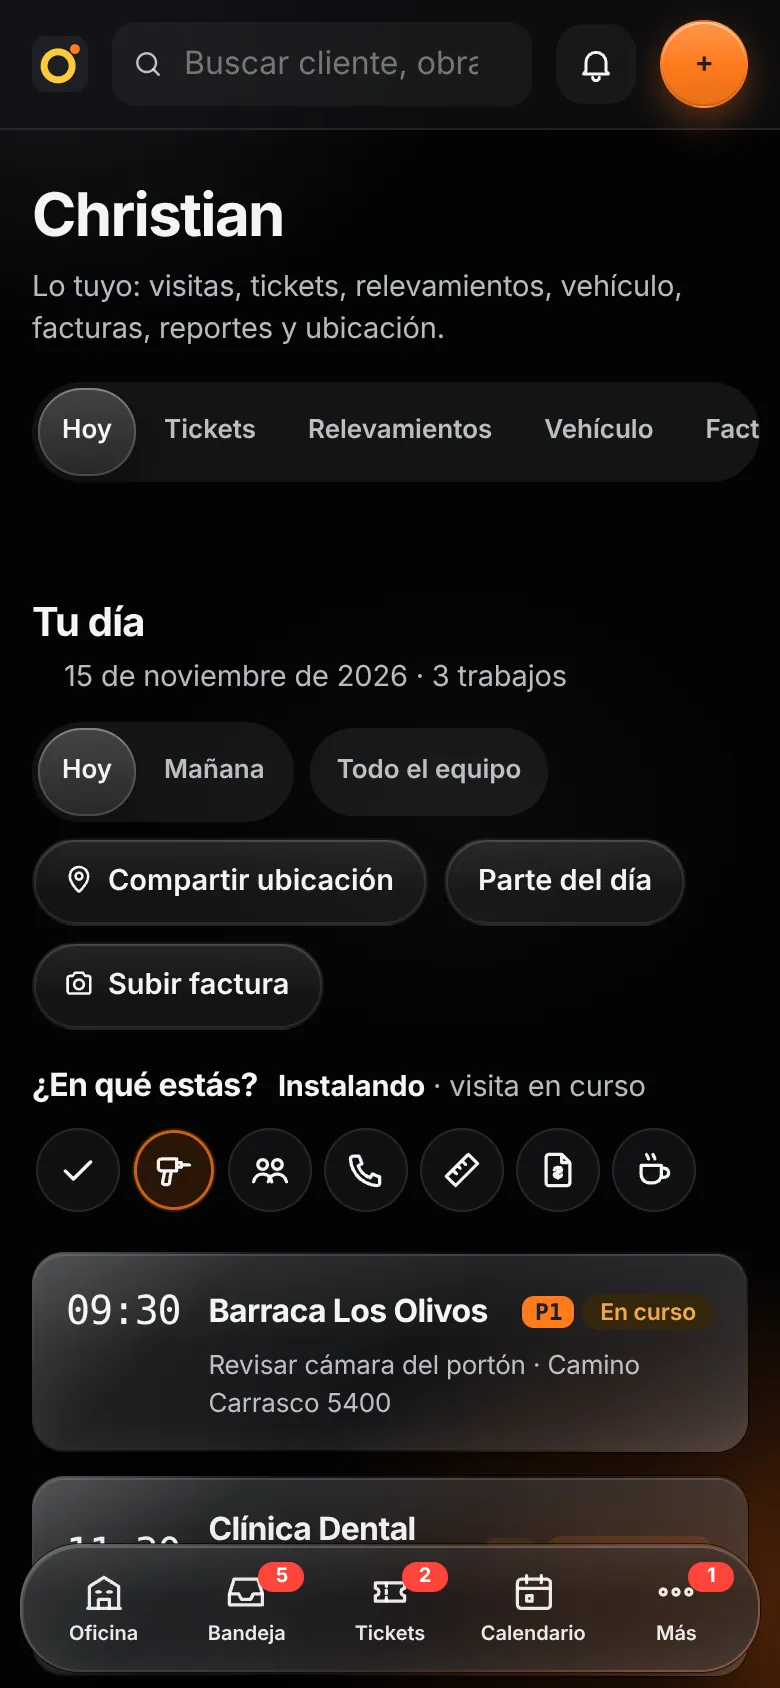 Buscar cliente, obra
+
Christian
Lo tuyo: visitas, tickets, relevamientos, vehículo,
facturas, reportes y ubicación.
Hoy Tickets Relevamientos Vehículo Fact
Tu día
15 de noviembre de 2026 · 3 trabajos
Hoy Mañana Todo el equipo
Compartir ubicación Parte del día
Subir factura
¿En qué estás? Instalando · visita en curso
09:30 Barraca Los Olivos P1 En curso
Revisar cámara del portón · Camino
Carrasco 5400
Clínica Dental
5 2 1
Oficina Bandeja Tickets Calendario Más